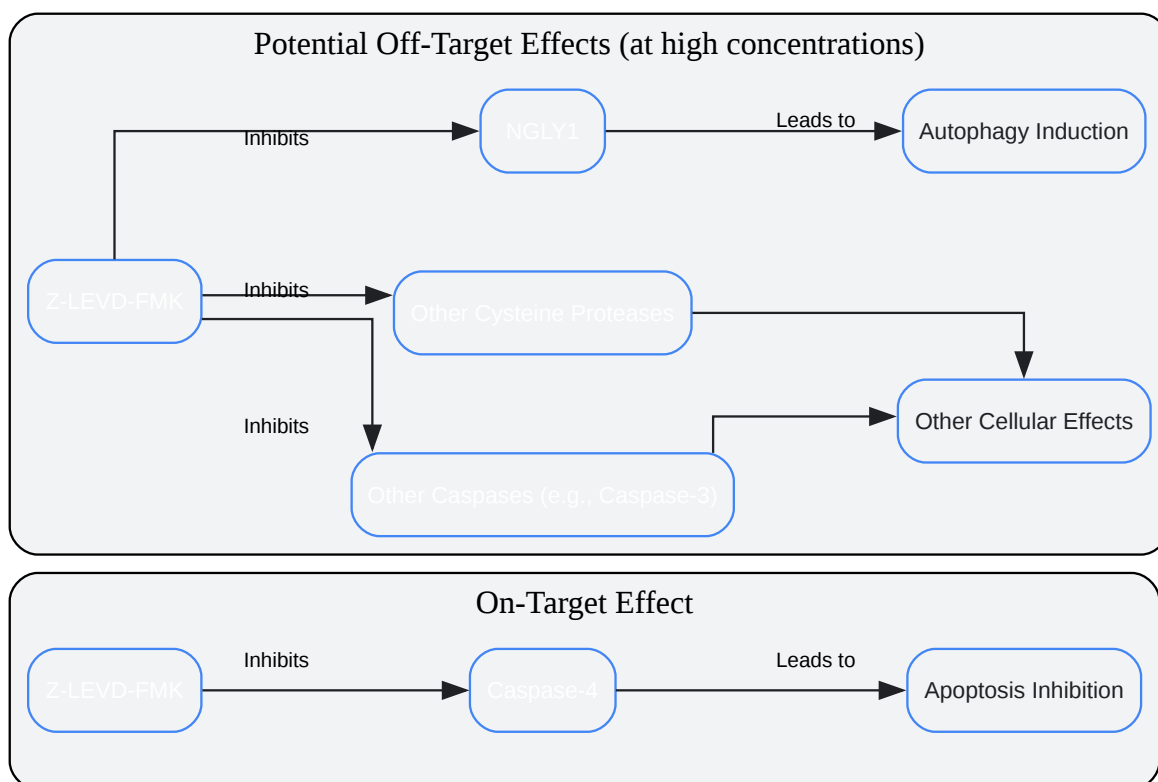 Potential Off-Target Effects (at high concentrations)
Inhibits
NGLY1
Leads to
Autophagy Induction
Z-LEVD-FMK
Inhibits
Other Cysteine Proteases
Inhibits
Other Cellular Effects
Other Caspases (e.g., Caspase-3)
On-Target Effect
Z-LEVD-FMK
Inhibits
Caspase-4
Leads to
Apoptosis Inhibition